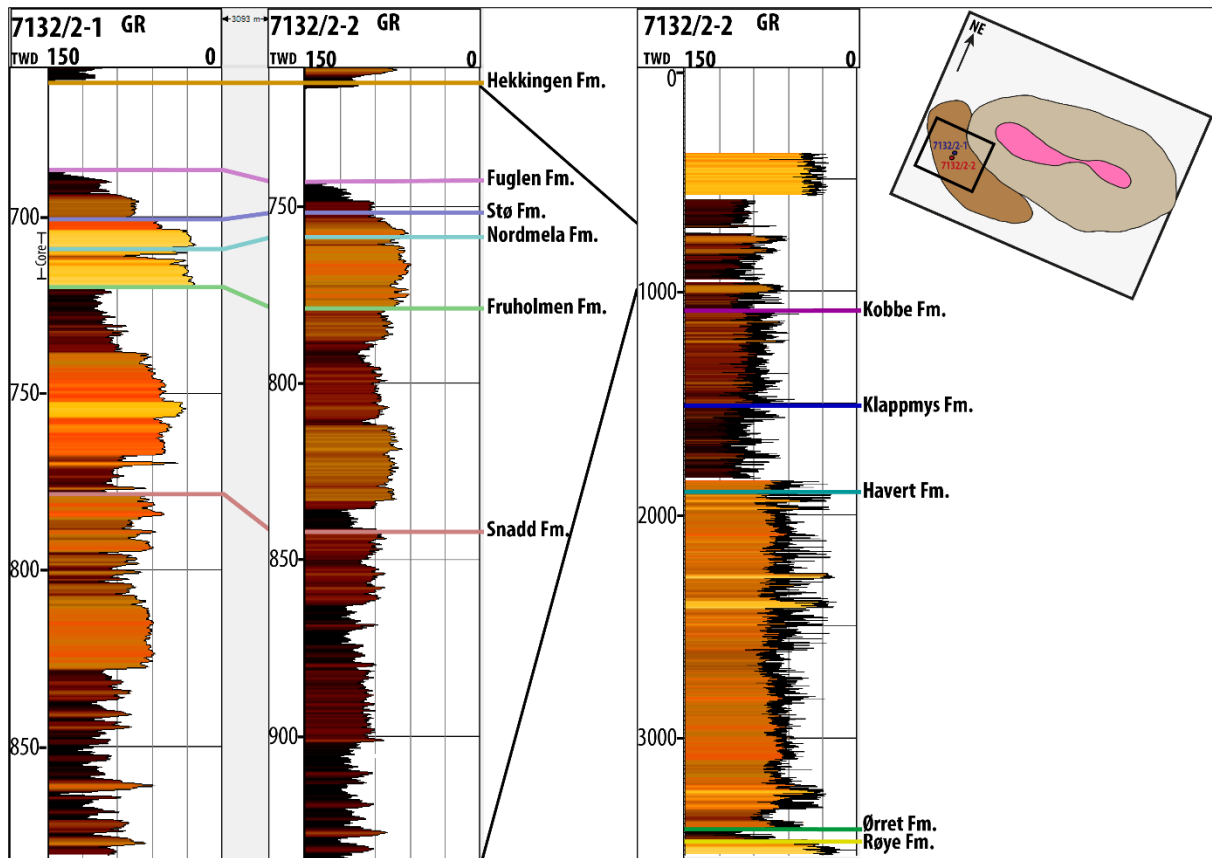 7132/2-1 GR
TWD 150 0
700
750
800
850
Core
3093 m
7132/2-2 GR
TWD 150 0
750
800
850
900
Hekkingen Fm.
Fuglen Fm.
Stø Fm.
Nordmela Fm.
Fruholmen Fm.
Snadd Fm.
7132/2-2 GR
TWD 150 0
0
1000
2000
3000
Kobbe Fm.
Klappmys Fm.
Havert Fm.
Ørret Fm.
Røye Fm.
NE
7132/2-1
7132/2-2